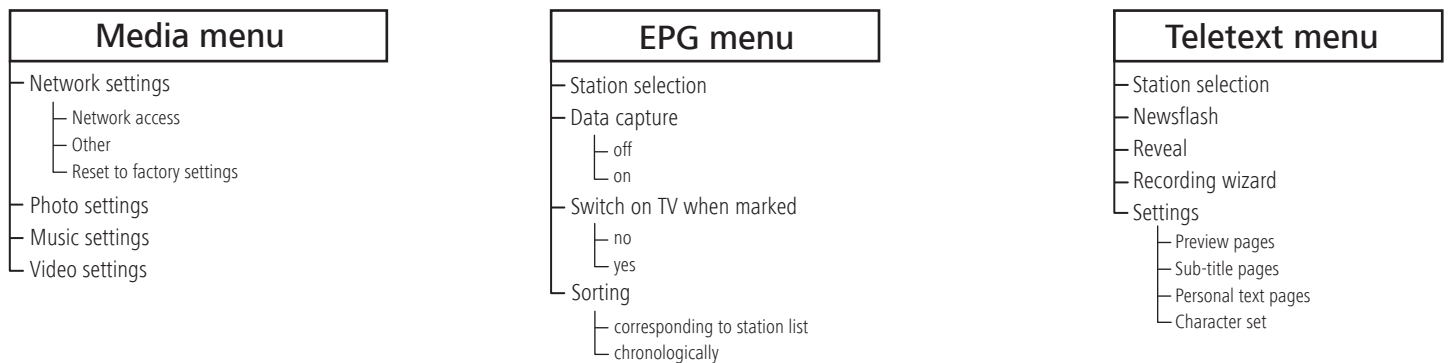 Media menu
Network settings
Network access
Other
Reset to factory settings
Photo settings
Music settings
Video settings
EPG menu
Station selection
Data capture
off
on
Switch on TV when marked
no
yes
Sorting
corresponding to station list
chronologically
Teletext menu
Station selection
Newsflash
Reveal
Recording wizard
Settings
Preview pages
Sub-title pages
Personal text pages
Character set